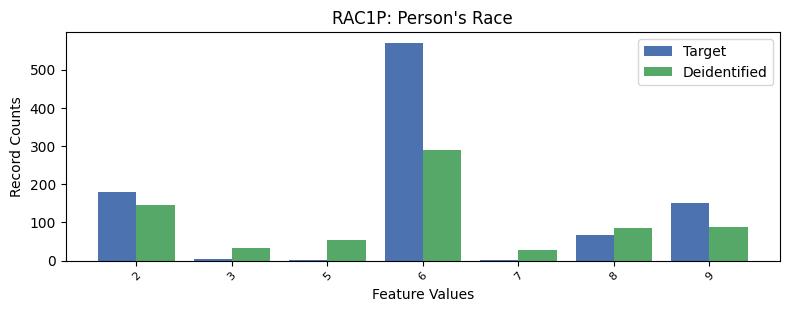 RAC1P: Person's Race
Target
Deidentified
Record Counts
500
400
300
200
100
0
2 3 5 6 7 8 9
Feature Values